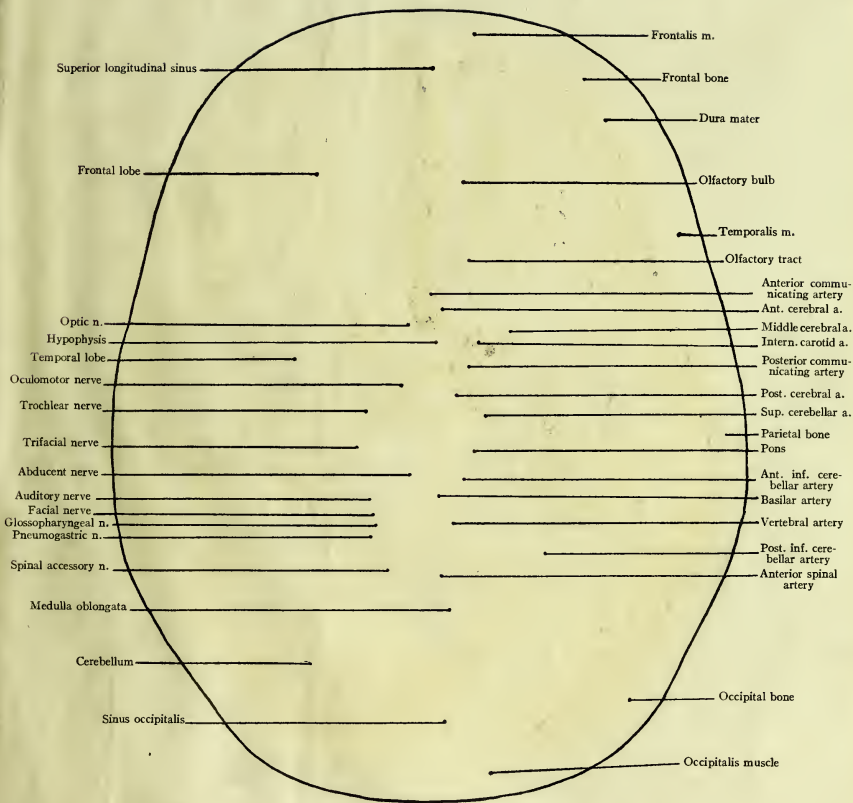 Superior longitudinal sinus
Frontal lobe
Optic n.
Hypophysis
Temporal lobe
Oculomotor nerve
Trochlear nerve
Trifacial nerve
Abducent nerve
Auditory nerve
Facial nerve
Glossopharyngeal n.
Pneumogastric n.
Spinal accessory n.
Medulla oblongata
Cerebellum
Sinus occipitalis
Frontalis m.
Frontal bone
Dura mater
Olfactory bulb
Temporalis m.
Olfactory tract
Anterior commu-
nicating artery
Ant. cerebral a.
Middle cerebral a.
Intern. carotid a.
Posterior commu-
nicating artery
Post. cerebral a.
Sup. cerebellar a.
Parietal bone
Pons
Ant. inf. cere-
bellar artery
Basilar artery
Vertebral artery
Post. inf. cere-
bellar artery
Anterior spinal
artery
Occipital bone
Occipitalis muscle